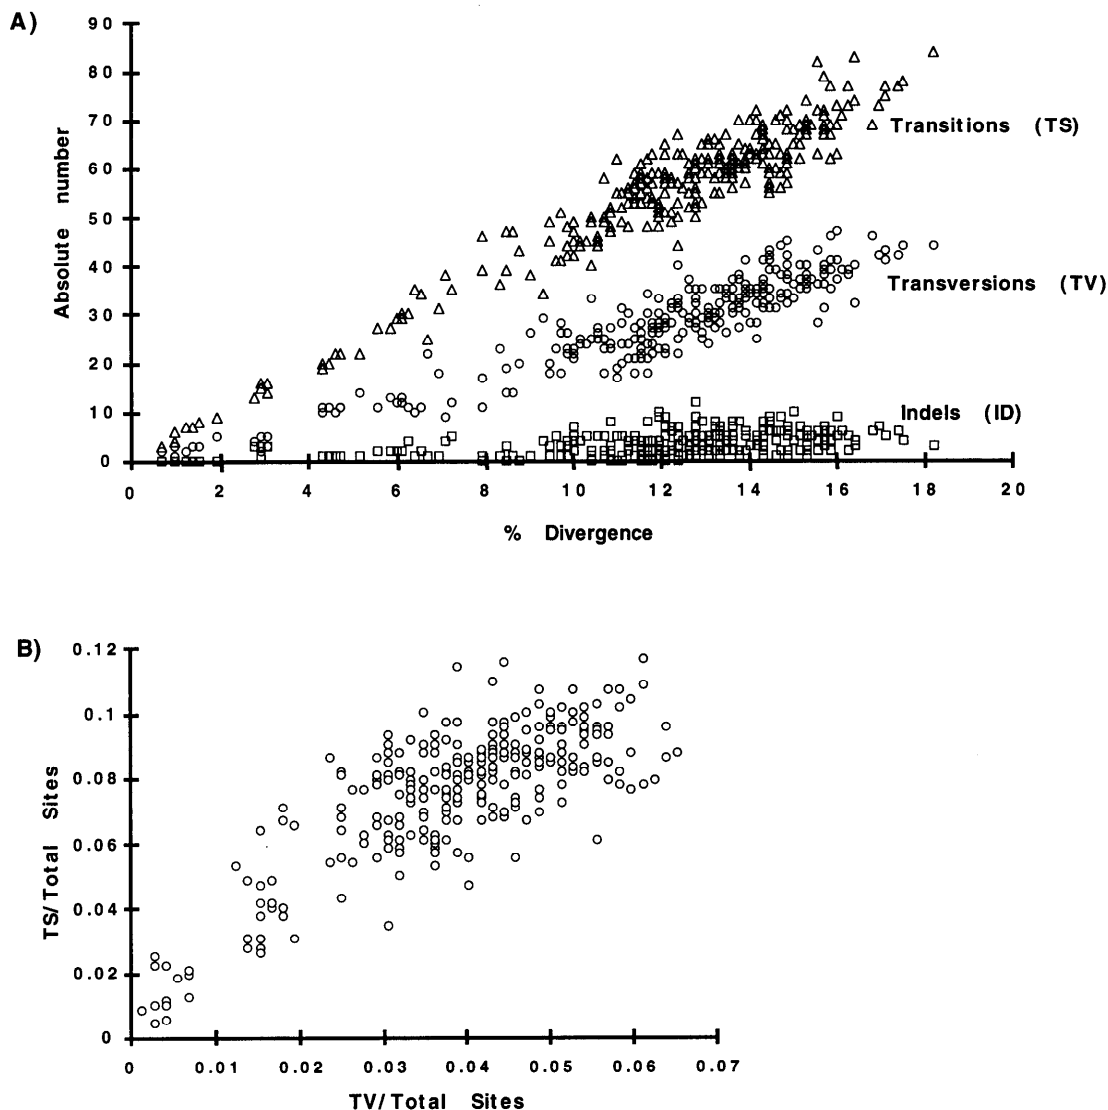 A)
90
80
70
60
50
40
30
20
10
0
Absolute number
Transitions (TS)
Transversions (TV)
Indels (ID)
0 2 4 6 8 10 12 14 16 18 20
% Divergence
B)
0.12
0.1
0.08
0.06
0.04
0.02
0
TS/Total Sites
0 0.01 0.02 0.03 0.04 0.05 0.06 0.07
TV/Total Sites